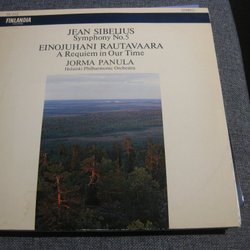 FINLANDIA
JEAN SIBELIUS
Symphony No.5
EINOJUHANI RAUTAVAARA
A Requiem in Our Time
JORMA PANULA
Helsinki Philharmonic Orchestra